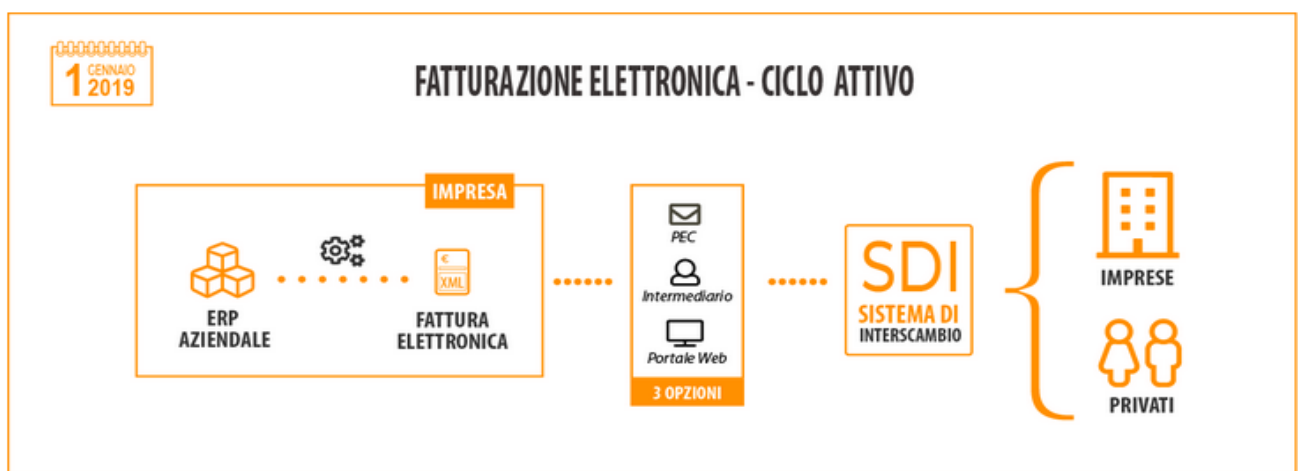 1 GENNAIO
2019
FATTURAZIONE ELETTRONICA - CICLO ATTIVO
IMPRESA
ERP
AZIENDALE
€
XML
FATTURA
ELETTRONICA
PEC
Intermediario
Portale Web
3 OPZIONI
SDI
SISTEMA DI
INTERSCAMBIO
IMPRESE
PRIVATI